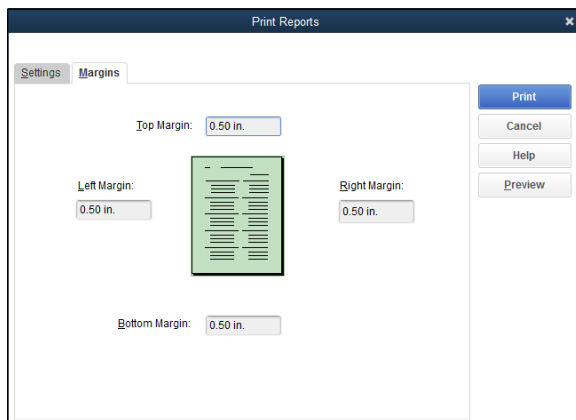 Print Reports
Settings
Margins
Print
Cancel
Help
Preview
Top Margin: 0.50 in.
Left Margin:
0.50 in.
Right Margin:
0.50 in.
Bottom Margin: 0.50 in.